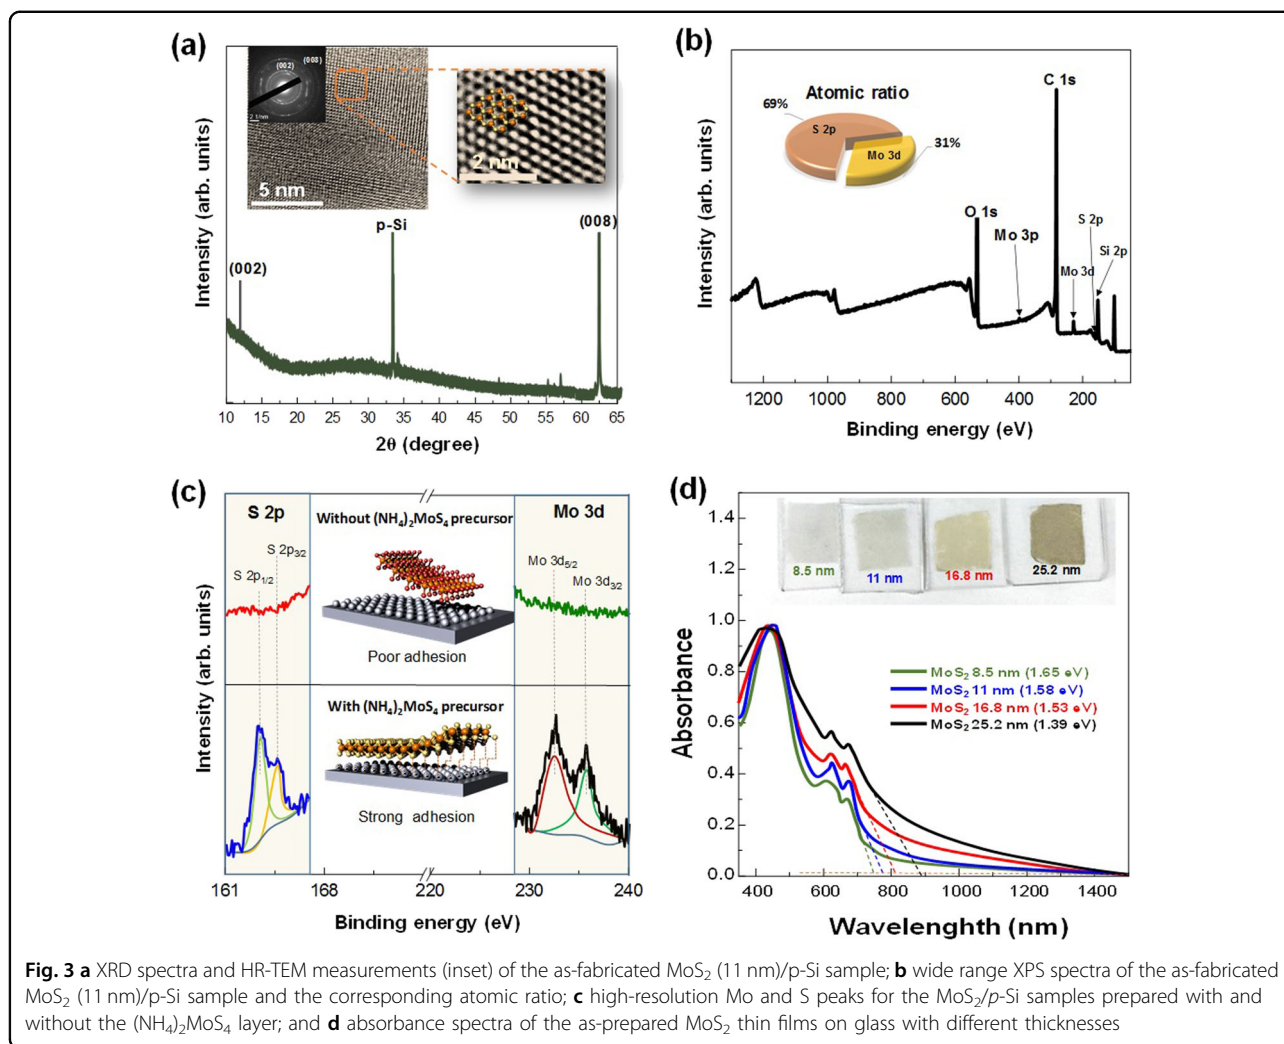 (a)
Intensity (arb. units)
(002)
(008)
2 1/nm
5 nm
2 nm
(002)
p-Si
(008)
10 15 20 25 30 35 40 45 50 55 60 65
2θ (degree)
(b)
Intensity (arb. units)
Atomic ratio
69%
S 2p
Mo 3d
31%
C 1s
O 1s
Mo 3p
S 2p
Mo 3d
Si 2p
1200 1000 800 600 400 200
Binding energy (eV)
(c)
Intensity (arb. units)
S 2p
Without (NH₄)₂MoS₄ precursor
Mo 3d
S 2p₃/₂
S 2p₁/₂
Mo 3d₅/₂
Mo 3d₃/₂
Poor adhesion
With (NH₄)₂MoS₄ precursor
Strong adhesion
161 168 220 230 240
Binding energy (eV)
(d)
Absorbance
1.4
1.2
1.0
0.8
0.6
0.4
0.2
0.0
8.5 nm
11 nm
16.8 nm
25.2 nm
MoS₂ 8.5 nm (1.65 eV)
MoS₂ 11 nm (1.58 eV)
MoS₂ 16.8 nm (1.53 eV)
MoS₂ 25.2 nm (1.39 eV)
400 600 800 1000 1200 1400
Wavelenghth (nm)
Fig. 3 a XRD spectra and HR-TEM measurements (inset) of the as-fabricated MoS₂ (11 nm)/p-Si sample; b wide range XPS spectra of the as-fabricated
MoS₂ (11 nm)/p-Si sample and the corresponding atomic ratio; c high-resolution Mo and S peaks for the MoS₂/p-Si samples prepared with and
without the (NH₄)₂MoS₄ layer; and d absorbance spectra of the as-prepared MoS₂ thin films on glass with different thicknesses